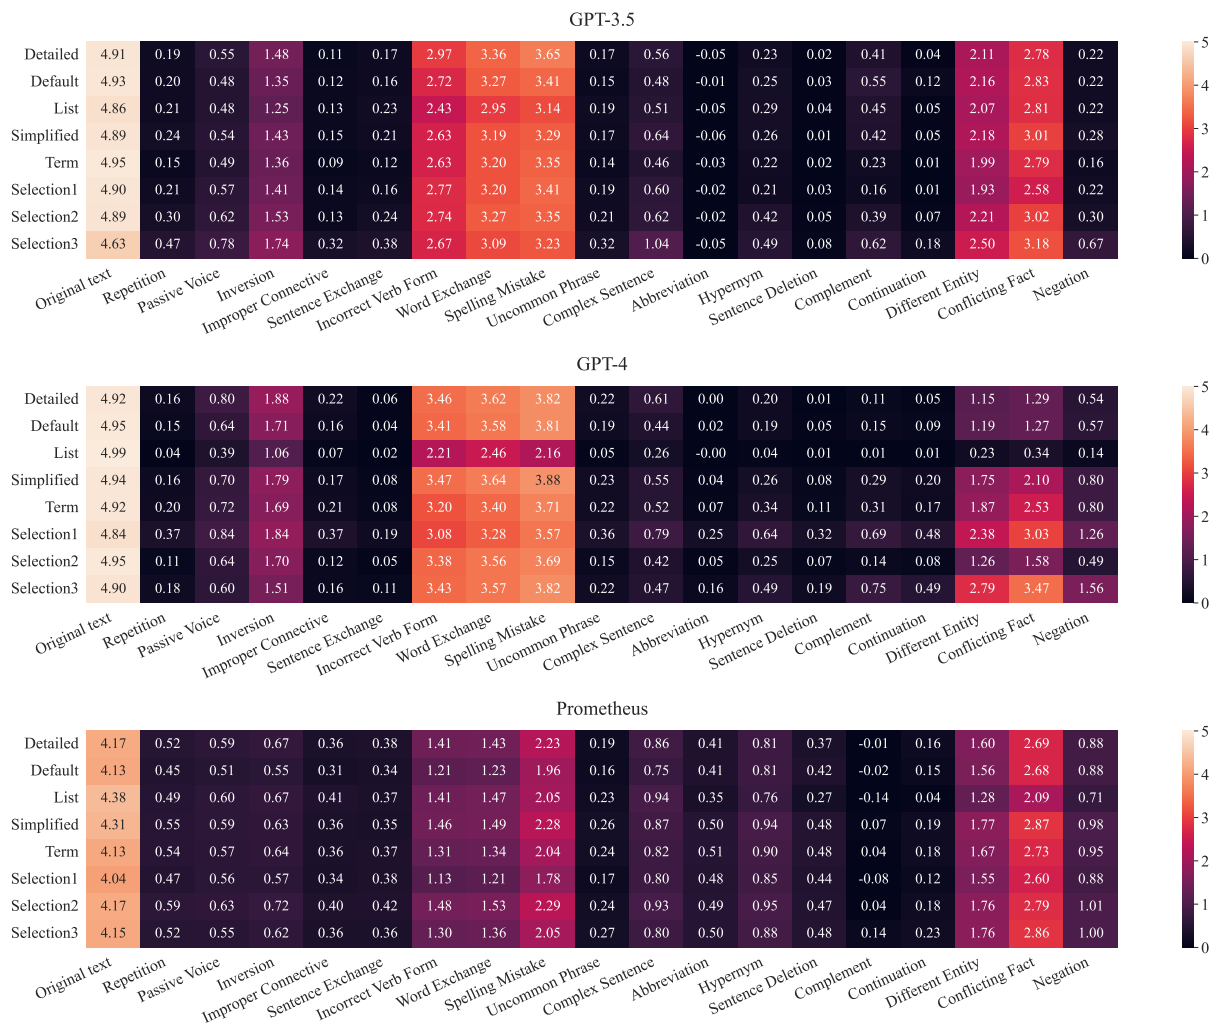 GPT-3.5
Detailed 4.91 0.19 0.55 1.48 0.11 0.17 2.97 3.36 3.65 0.17 0.56 -0.05 0.23 0.02 0.41 0.04 2.11 2.78 0.22
Default 4.93 0.20 0.48 1.35 0.12 0.16 2.72 3.27 3.41 0.15 0.48 -0.01 0.25 0.03 0.55 0.12 2.16 2.83 0.22
List 4.86 0.21 0.48 1.25 0.13 0.23 2.43 2.95 3.14 0.19 0.51 -0.05 0.29 0.04 0.45 0.05 2.07 2.81 0.22
Simplified 4.89 0.24 0.54 1.43 0.15 0.21 2.63 3.19 3.29 0.17 0.64 -0.06 0.26 0.01 0.42 0.05 2.18 3.01 0.28
Term 4.95 0.15 0.49 1.36 0.09 0.12 2.63 3.20 3.35 0.14 0.46 -0.03 0.22 0.02 0.23 0.01 1.99 2.79 0.16
Selection1 4.90 0.21 0.57 1.41 0.14 0.16 2.77 3.20 3.41 0.19 0.60 -0.02 0.21 0.03 0.16 0.01 1.93 2.58 0.22
Selection2 4.89 0.30 0.62 1.53 0.13 0.24 2.74 3.27 3.35 0.21 0.62 -0.02 0.42 0.05 0.39 0.07 2.21 3.02 0.30
Selection3 4.63 0.47 0.78 1.74 0.32 0.38 2.67 3.09 3.23 0.32 1.04 -0.05 0.49 0.08 0.62 0.18 2.50 3.18 0.67
Original text Repetition Passive Voice Inversion Improper Connective Sentence Exchange Incorrect Verb Form Word Exchange Spelling Mistake Uncommon Phrase Complex Sentence Abbreviation Hypernym Sentence Deletion Complement Continuation Different Entity Conflicting Fact Negation
5
4
3
2
1
0
GPT-4
Detailed 4.92 0.16 0.80 1.88 0.22 0.06 3.46 3.62 3.82 0.22 0.61 0.00 0.20 0.01 0.11 0.05 1.15 1.29 0.54
Default 4.95 0.15 0.64 1.71 0.16 0.04 3.41 3.58 3.81 0.19 0.44 0.02 0.19 0.05 0.15 0.09 1.19 1.27 0.57
List 4.99 0.04 0.39 1.06 0.07 0.02 2.21 2.46 2.16 0.05 0.26 -0.00 0.04 0.01 0.01 0.01 0.23 0.34 0.14
Simplified 4.94 0.16 0.70 1.79 0.17 0.08 3.47 3.64 3.88 0.23 0.55 0.04 0.26 0.08 0.29 0.20 1.75 2.10 0.80
Term 4.92 0.20 0.72 1.69 0.21 0.08 3.20 3.40 3.71 0.22 0.52 0.07 0.34 0.11 0.31 0.17 1.87 2.53 0.80
Selection1 4.84 0.37 0.84 1.84 0.37 0.19 3.08 3.28 3.57 0.36 0.79 0.25 0.64 0.32 0.69 0.48 2.38 3.03 1.26
Selection2 4.95 0.11 0.64 1.70 0.12 0.05 3.38 3.56 3.69 0.15 0.42 0.05 0.25 0.07 0.14 0.08 1.26 1.58 0.49
Selection3 4.90 0.18 0.60 1.51 0.16 0.11 3.43 3.57 3.82 0.22 0.47 0.16 0.49 0.19 0.75 0.49 2.79 3.47 1.56
Original text Repetition Passive Voice Inversion Improper Connective Sentence Exchange Incorrect Verb Form Word Exchange Spelling Mistake Uncommon Phrase Complex Sentence Abbreviation Hypernym Sentence Deletion Complement Continuation Different Entity Conflicting Fact Negation
5
4
3
2
1
0
Prometheus
Detailed 4.17 0.52 0.59 0.67 0.36 0.38 1.41 1.43 2.23 0.19 0.86 0.41 0.81 0.37 -0.01 0.16 1.60 2.69 0.88
Default 4.13 0.45 0.51 0.55 0.31 0.34 1.21 1.23 1.96 0.16 0.75 0.41 0.81 0.42 -0.02 0.15 1.56 2.68 0.88
List 4.38 0.49 0.60 0.67 0.41 0.37 1.41 1.47 2.05 0.23 0.94 0.35 0.76 0.27 -0.14 0.04 1.28 2.09 0.71
Simplified 4.31 0.55 0.59 0.63 0.36 0.35 1.46 1.49 2.28 0.26 0.87 0.50 0.94 0.48 0.07 0.19 1.77 2.87 0.98
Term 4.13 0.54 0.57 0.64 0.36 0.37 1.31 1.34 2.04 0.24 0.82 0.51 0.90 0.48 0.04 0.18 1.67 2.73 0.95
Selection1 4.04 0.47 0.56 0.57 0.34 0.38 1.13 1.21 1.78 0.17 0.80 0.48 0.85 0.44 -0.08 0.12 1.55 2.60 0.88
Selection2 4.17 0.59 0.63 0.72 0.40 0.42 1.48 1.53 2.29 0.24 0.93 0.49 0.95 0.47 0.04 0.18 1.76 2.79 1.01
Selection3 4.15 0.52 0.55 0.62 0.36 0.36 1.30 1.36 2.05 0.27 0.80 0.50 0.88 0.48 0.14 0.23 1.76 2.86 1.00
Original text Repetition Passive Voice Inversion Improper Connective Sentence Exchange Incorrect Verb Form Word Exchange Spelling Mistake Uncommon Phrase Complex Sentence Abbreviation Hypernym Sentence Deletion Complement Continuation Different Entity Conflicting Fact Negation
5
4
3
2
1
0